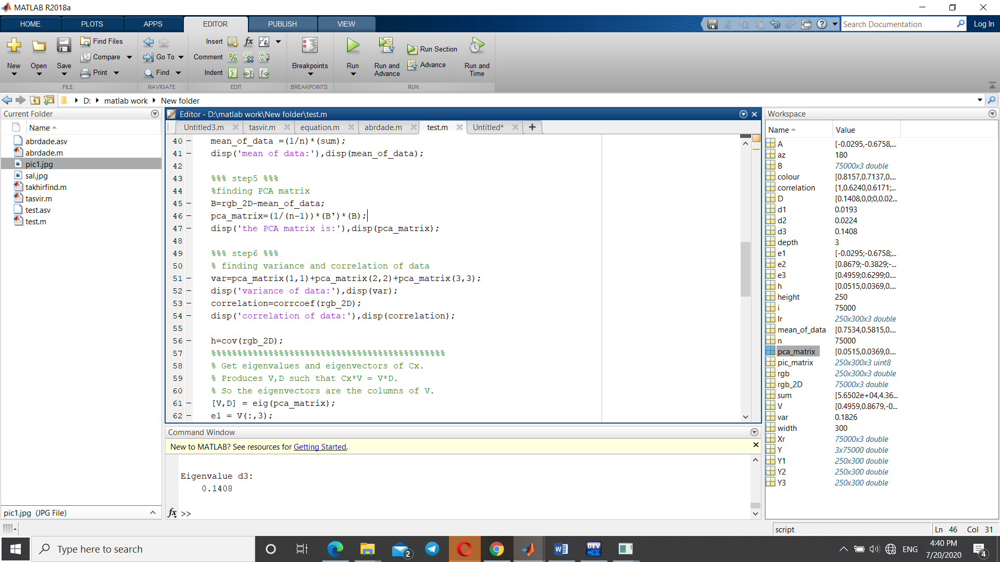 MATLAB R2018a
HOME PLOTS APPS EDITOR PUBLISH VIEW
Search Documentation
Log In
New
Open
Save
Find Files
Compare
Print
FILE
Go To
Find
NAVIGATE
Insert
Comment
Indent
EDIT
Breakpoints
BREAKPOINTS
Run
Run and Advance
Run Section
Advance
Run and Time
RUN
D: matlab work New folder
Current Folder
Name
abrdade.asv
abrdade.m
pic1.jpg
sal.jpg
takhirfind.m
tasvir.m
test.asv
test.m
pic1.jpg (JPG File)
Editor - D:\matlab work\New folder\test.m
Untitled3.m tasvir.m equation.m abrdade.m test.m Untitled*
40 – mean_of_data =(1/n)*(sum);
41 – disp('mean of data:'),disp(mean_of_data);
42
43 %%% step5 %%%
44 %finding PCA matrix
45 – B=rgb_2D-mean_of_data;
46 – pca_matrix=(1/(n-1))*(B')*(B);
47 – disp('the PCA matrix is:'),disp(pca_matrix);
48
49 %%% step6 %%%
50 % finding variance and correlation of data
51 – var=pca_matrix(1,1)+pca_matrix(2,2)+pca_matrix(3,3);
52 – disp('variance of data:'),disp(var);
53 – correlation=corrcoef(rgb_2D);
54 – disp('correlation of data:'),disp(correlation);
55
56 – h=cov(rgb_2D);
57 %%%%%%%%%%%%%%%%%%%%%%%%%%%%%%%%%%%%%%%%%%%%%
58 % Get eigenvalues and eigenvectors of Cx.
59 % Produces V,D such that Cx*V = V*D.
60 % So the eigenvectors are the columns of V.
61 – [V,D] = eig(pca_matrix);
62 – e1 = V(:,3);
Command Window
New to MATLAB? See resources for Getting Started.
Eigenvalue d3:
0.1408
fx >>
Workspace
Name Value
A [-0.0295,-0.6758,...
az 180
B 75000x3 double
colour [0.8157,0.7137,0....
correlation [1,0.6240,0.6171;...
D [0.1408,0,0;0,0.02...
d1 0.0193
d2 0.0224
d3 0.1408
depth 3
e1 [-0.0295;-0.6758;...
e2 [0.8679;-0.3829;-...
e3 [0.4959;0.6299;0....
h [0.0515,0.0369,0....
height 250
i 75000
Ir 250x300x3 double
mean_of_data [0.7534,0.5815,0....
n 75000
pca_matrix [0.0515,0.0369,0....
pic_matrix 250x300x3 uint8
rgb 250x300x3 double
rgb_2D 75000x3 double
sum [5.6502e+04,4.36...
V [0.4959,0.8679,-0...
var 0.1826
width 300
Xr 75000x3 double
Y 3x75000 double
Y1 250x300 double
Y2 250x300 double
Y3 250x300 double
script
Ln 46 Col 31
Type here to search
2
DEV C++
ENG
4:40 PM
7/20/2020
4